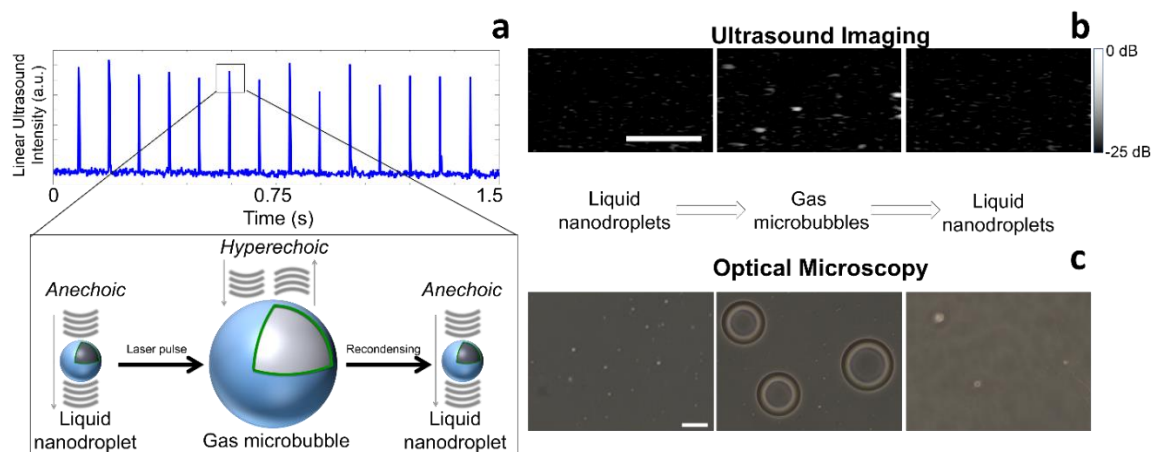 a
Linear Ultrasound
Intensity (a.u.)
0
0.75
1.5
Time (s)
Hyperechoic
Anechoic
Anechoic
Laser pulse
Recondensing
Liquid
nanodroplet
Gas microbubble
Liquid
nanodroplet
Ultrasound Imaging
b
0 dB
-25 dB
Liquid
nanodroplets
Gas
microbubbles
Liquid
nanodroplets
Optical Microscopy
c